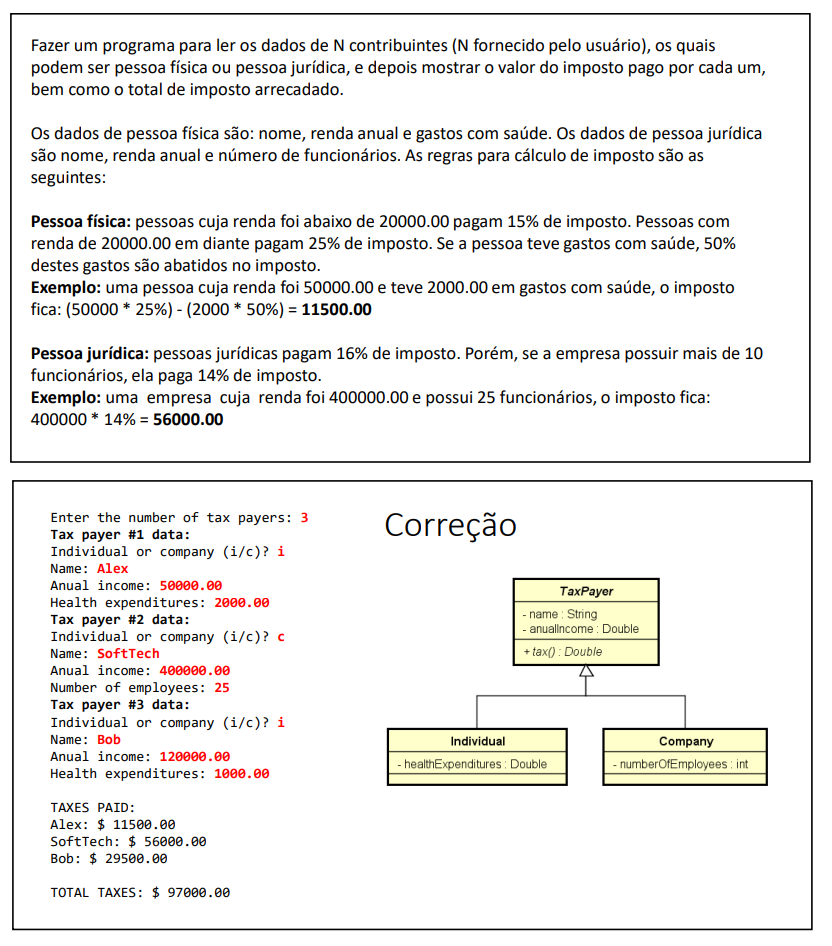 Fazer um programa para ler os dados de N contribuintes (N fornecido pelo usuário), os quais
podem ser pessoa física ou pessoa jurídica, e depois mostrar o valor do imposto pago por cada um,
bem como o total de imposto arrecadado.
Os dados de pessoa física são: nome, renda anual e gastos com saúde. Os dados de pessoa jurídica
são nome, renda anual e número de funcionários. As regras para cálculo de imposto são as
seguintes:
Pessoa física: pessoas cuja renda foi abaixo de 20000.00 pagam 15% de imposto. Pessoas com
renda de 20000.00 em diante pagam 25% de imposto. Se a pessoa teve gastos com saúde, 50%
destes gastos são abatidos no imposto.
Exemplo: uma pessoa cuja renda foi 50000.00 e teve 2000.00 em gastos com saúde, o imposto
fica: (50000 * 25%) - (2000 * 50%) = 11500.00
Pessoa jurídica: pessoas jurídicas pagam 16% de imposto. Porém, se a empresa possuir mais de 10
funcionários, ela paga 14% de imposto.
Exemplo: uma empresa cuja renda foi 400000.00 e possui 25 funcionários, o imposto fica:
400000 * 14% = 56000.00
Enter the number of tax payers: 3
Tax payer #1 data:
Individual or company (i/c)? i
Name: Alex
Anual income: 50000.00
Health expenditures: 2000.00
Tax payer #2 data:
Individual or company (i/c)? c
Name: SoftTech
Anual income: 400000.00
Number of employees: 25
Tax payer #3 data:
Individual or company (i/c)? i
Name: Bob
Anual income: 120000.00
Health expenditures: 1000.00
TAXES PAID:
Alex: $ 11500.00
SoftTech: $ 56000.00
Bob: $ 29500.00
TOTAL TAXES: $ 97000.00
Correção
TaxPayer
- name : String
- anualIncome : Double
+ tax() : Double
Individual
- healthExpenditures : Double
Company
- numberOfEmployees : int